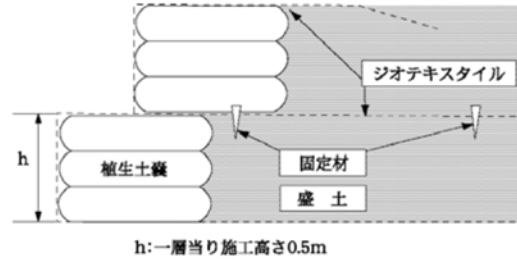 ジオテキスタイル
h
植生土嚢
固定材
盛 土
h:一層当り施工高さ0.5m